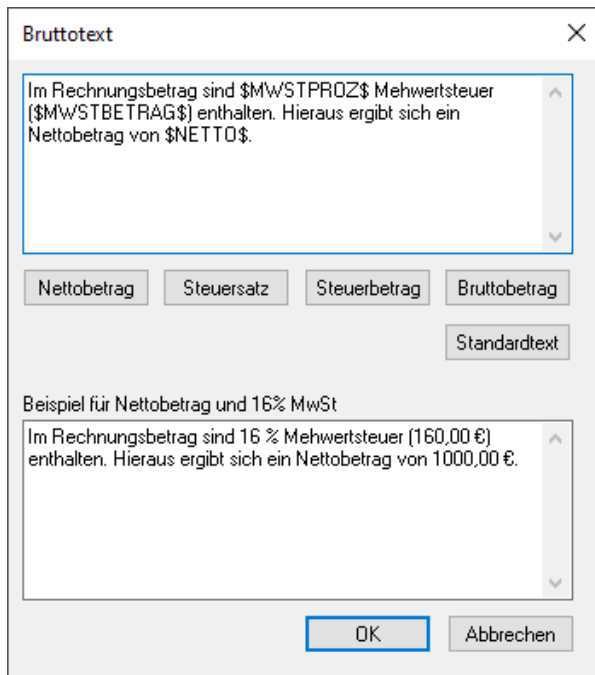 Bruttotext
Im Rechnungsbetrag sind $MWSTPROZ$ Mehwertsteuer
($MWSTBETRAG$) enthalten. Hieraus ergibt sich ein
Nettobetrag von $NETTO$.
Nettobetrag Steuersatz Steuerbetrag Bruttobetrag
Standardtext
Beispiel für Nettobetrag und 16% MwSt
Im Rechnungsbetrag sind 16 % Mehwertsteuer (160,00 €)
enthalten. Hieraus ergibt sich ein Nettobetrag von 1000,00 €.
OK Abbrechen